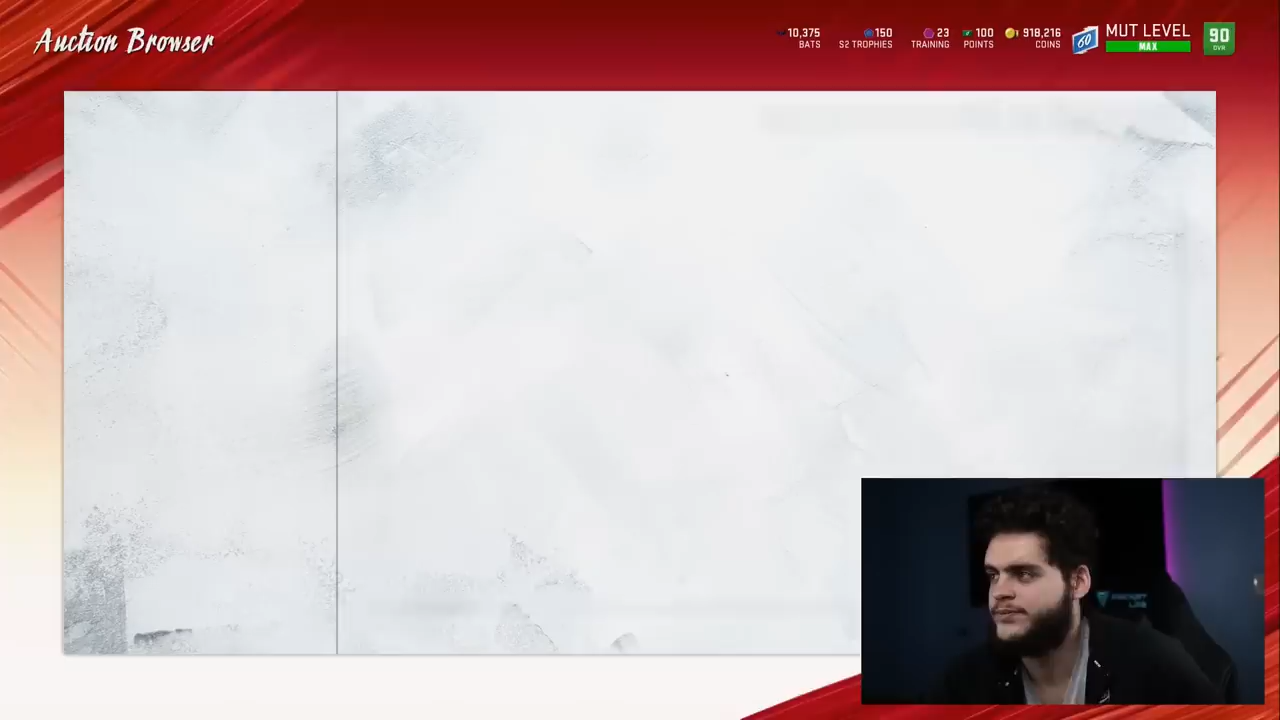 Auction Browser
10,375
BATS
150
S2 TROPHIES
23
TRAINING
100
POINTS
918,216
COINS
60
MUT LEVEL
MAX
90
OVR